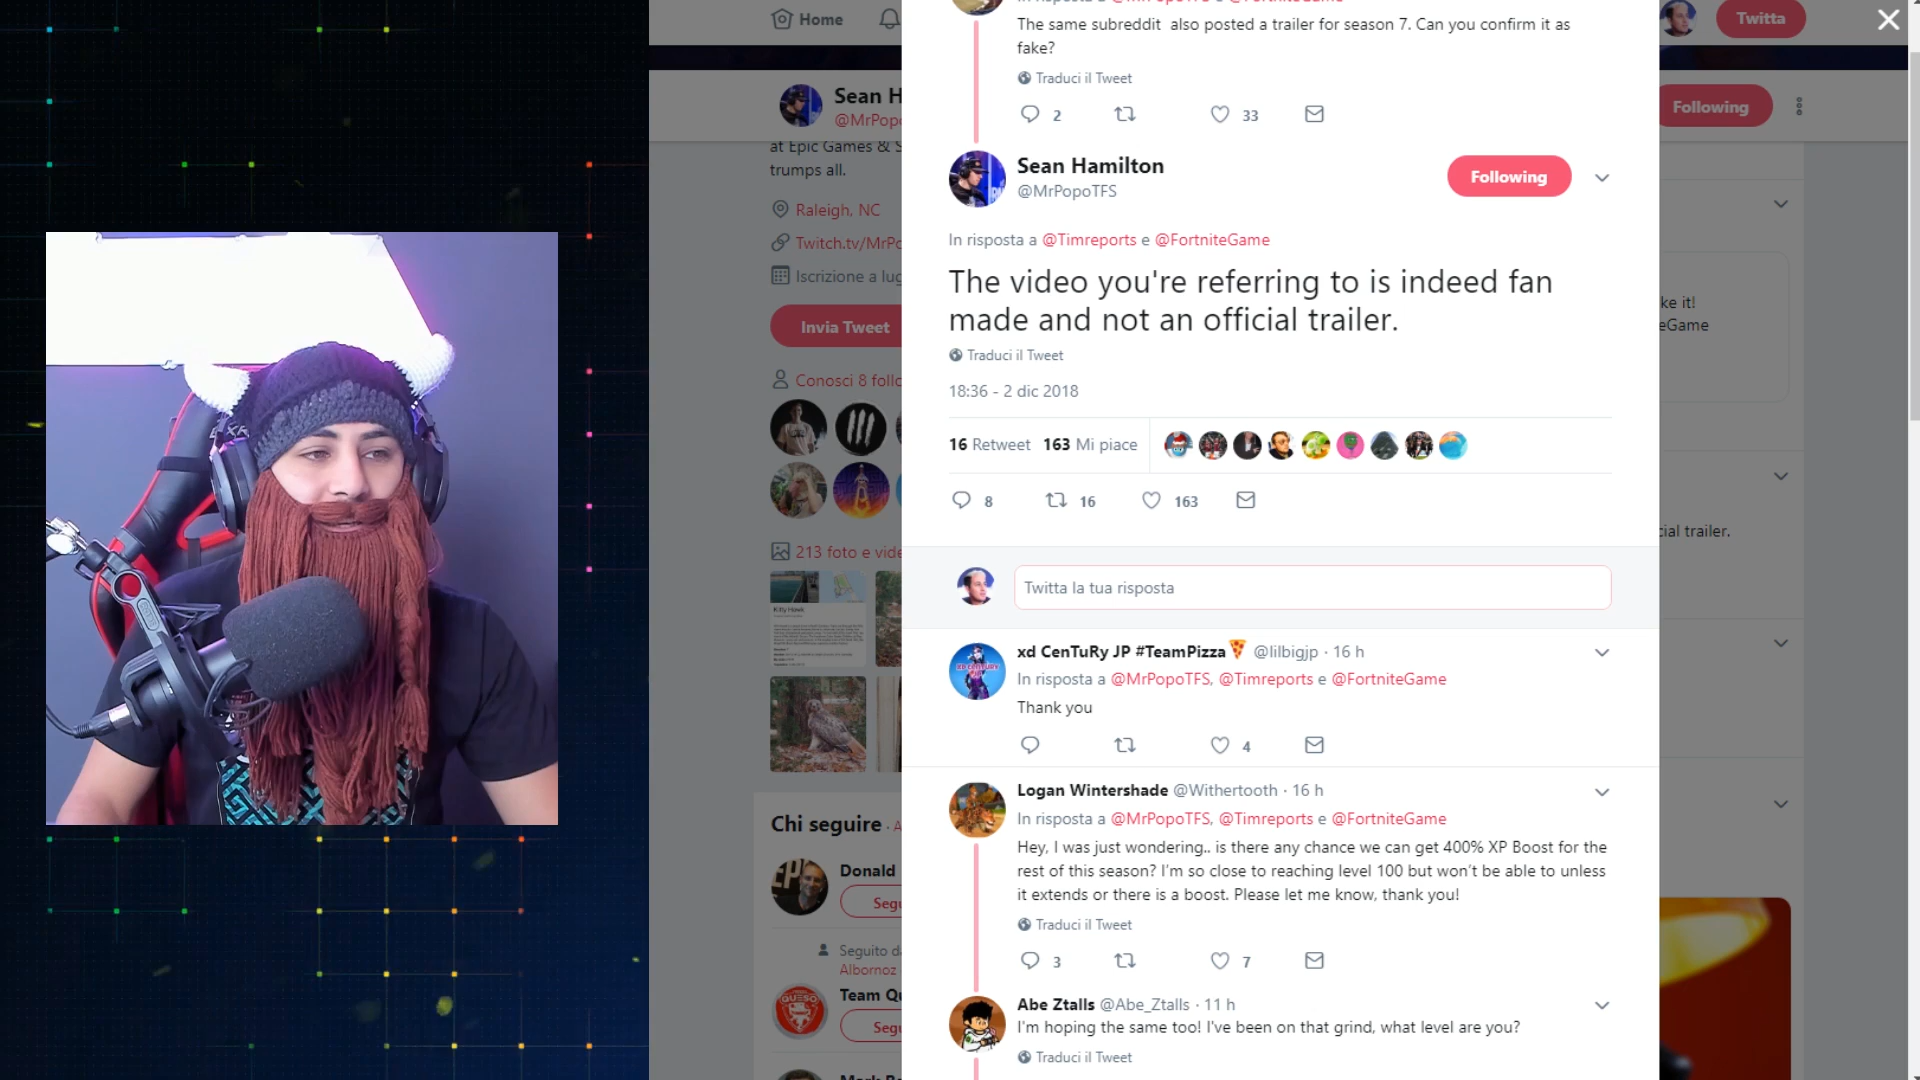 Home
Twitta
Sean H
@MrPopo
Following
at Epic Games & S
trumps all.
Raleigh, NC
Twitch.tv/MrPo
Iscrizione a lug
Invia Tweet
Conosci 8 follo
213 foto e vide
Kitty Hawk
Chi seguire · A
Donald
Segu
Seguito da
Albornoz
Team Qu
QUESO
Segu
The same subreddit also posted a trailer for season 7. Can you confirm it as
fake?
Traduci il Tweet
2
33
Sean Hamilton
@MrPopoTFS
Following
In risposta a @Timreports e @FortniteGame
The video you're referring to is indeed fan
made and not an official trailer.
Traduci il Tweet
18:36 - 2 dic 2018
16 Retweet 163 Mi piace
8 16 163
Twitta la tua risposta
xd CenTuRy JP #TeamPizza🍕 @lilbigjp · 16 h
In risposta a @MrPopoTFS, @Timreports e @FortniteGame
Thank you
4
Logan Wintershade @Withertooth · 16 h
In risposta a @MrPopoTFS, @Timreports e @FortniteGame
Hey, I was just wondering.. is there any chance we can get 400% XP Boost for the
rest of this season? I'm so close to reaching level 100 but won't be able to unless
it extends or there is a boost. Please let me know, thank you!
Traduci il Tweet
3 7
Abe Ztalls @Abe_Ztalls · 11 h
I'm hoping the same too! I've been on that grind, what level are you?
Traduci il Tweet
ke it!
eGame
cial trailer.